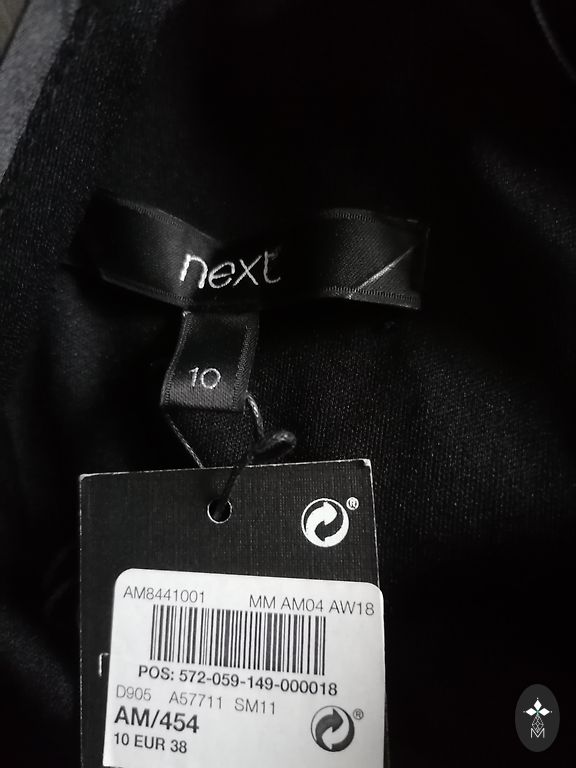 next
10
®
AM8441001 MM AM04 AW18
POS: 572-059-149-000018
D905 A57711 SM11
AM/454 ®
10 EUR 38
M